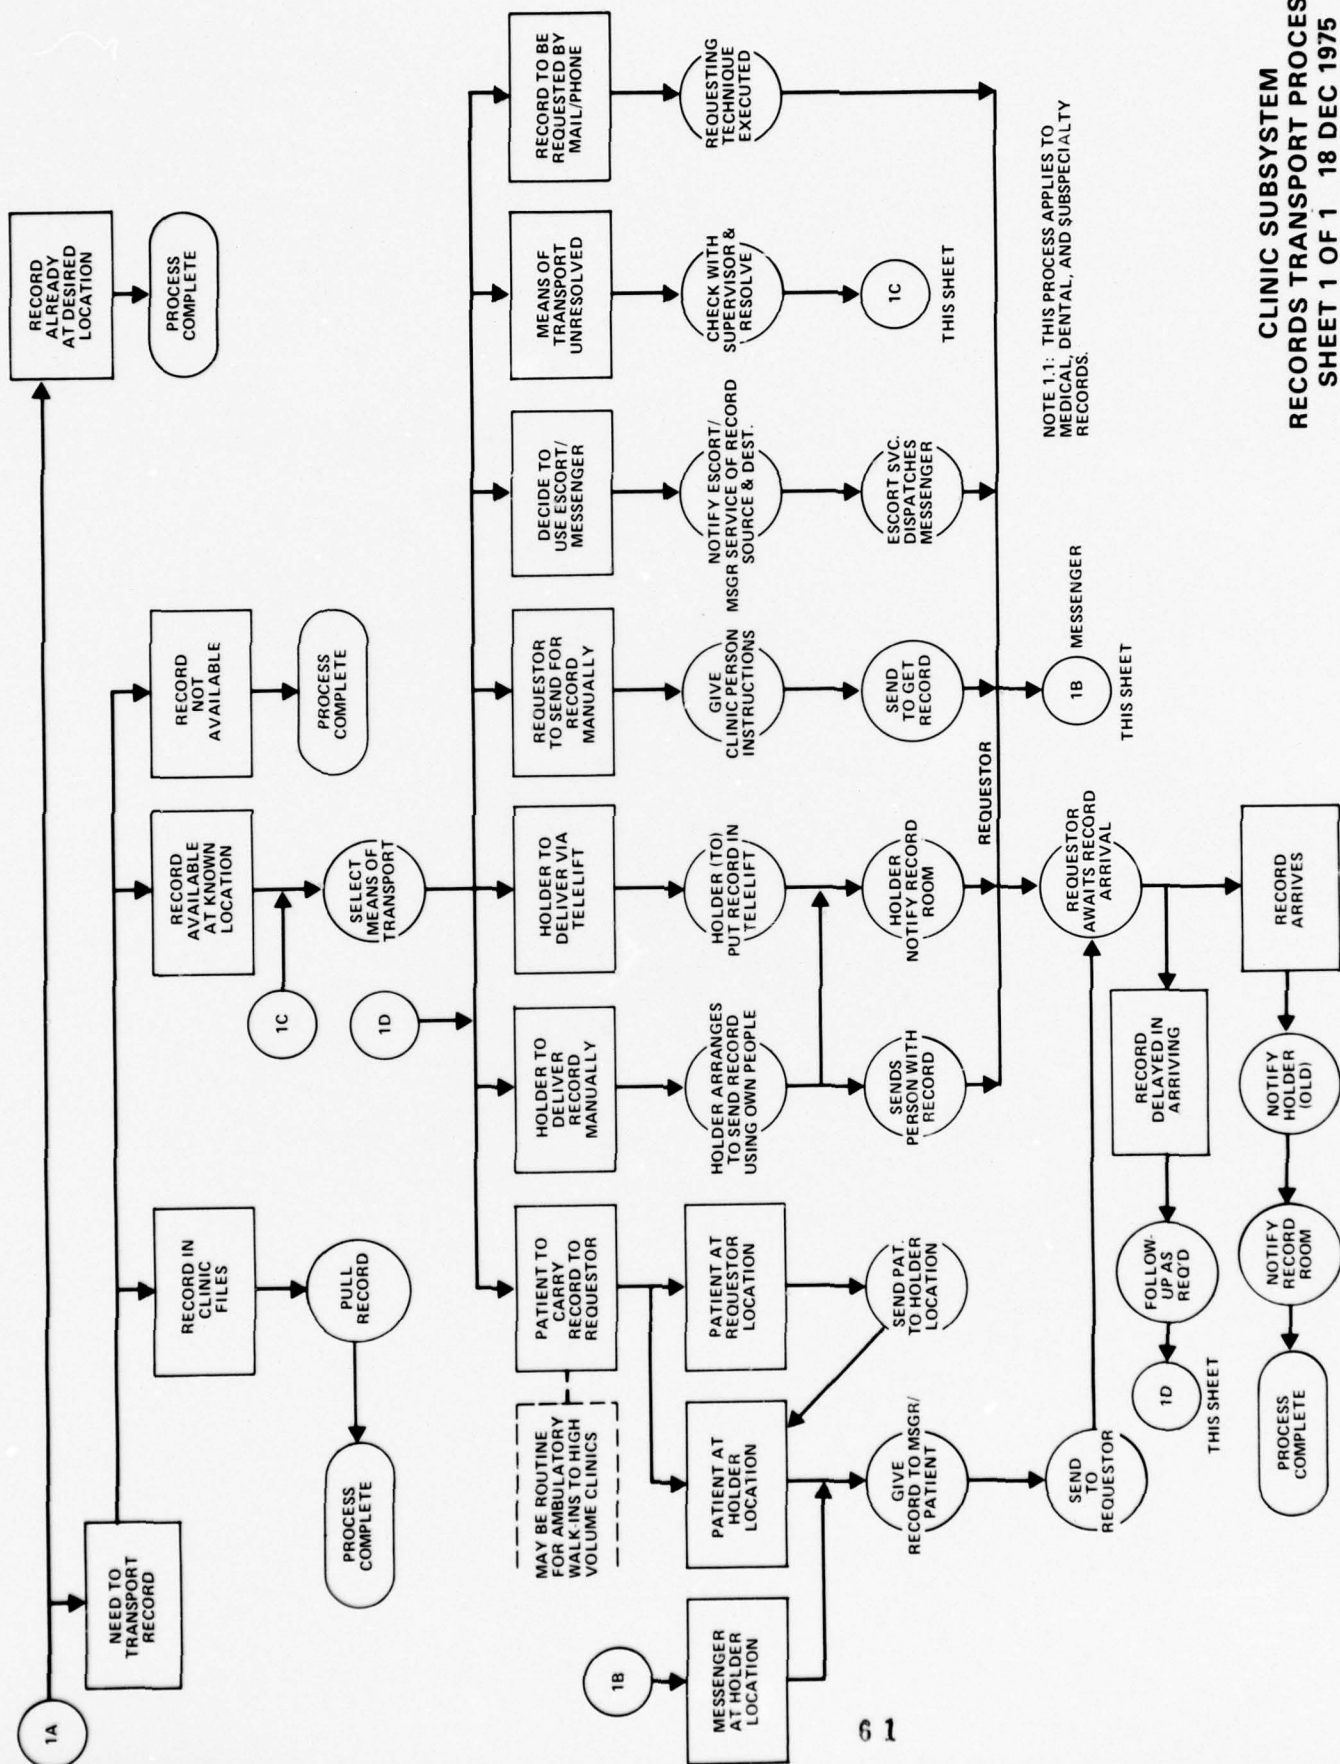 1A
NEED TO
TRANSPORT
RECORD
RECORD
ALREADY
AT DESIRED
LOCATION
PROCESS
COMPLETE
RECORD IN
CLINIC
FILES
PULL
RECORD
PROCESS
COMPLETE
RECORD
AVAILABLE
AT KNOWN
LOCATION
1C
SELECT
MEANS OF
TRANSPORT
1D
RECORD
NOT
AVAILABLE
PROCESS
COMPLETE
MAY BE ROUTINE
FOR AMBULATORY
WALK-INS TO HIGH
VOLUME CLINICS
PATIENT TO
CARRY
RECORD TO
REQUESTOR
HOLDER TO
DELIVER
RECORD
MANUALLY
HOLDER TO
DELIVER VIA
TELELIFT
REQUESTOR
TO SEND FOR
RECORD
MANUALLY
DECIDE TO
USE ESCORT/
MESSENGER
MEANS OF
TRANSPORT
UNRESOLVED
RECORD TO BE
REQUESTED BY
MAIL/PHONE
1B
MESSENGER
AT HOLDER
LOCATION
PATIENT AT
HOLDER
LOCATION
PATIENT AT
REQUESTOR
LOCATION
HOLDER ARRANGES
TO SEND RECORD
USING OWN PEOPLE
HOLDER (TO)
PUT RECORD IN
TELELIFT
GIVE
CLINIC PERSON
INSTRUCTIONS
NOTIFY ESCORT/
MSGR SERVICE OF RECORD
SOURCE & DEST.
CHECK WITH
SUPERVISOR &
RESOLVE
REQUESTING
TECHNIQUE
EXECUTED
GIVE
RECORD TO MSGR/
PATIENT
SEND PAT.
TO HOLDER
LOCATION
SENDS
PERSON WITH
RECORD
HOLDER
NOTIFY RECORD
ROOM
SEND
TO GET
RECORD
ESCORT SVC.
DISPATCHES
MESSENGER
1C
THIS SHEET
REQUESTOR
SEND
TO
REQUESTOR
REQUESTOR
AWAITS RECORD
ARRIVAL
1B
MESSENGER
THIS SHEET
NOTE 1.1: THIS PROCESS APPLIES TO
MEDICAL, DENTAL, AND SUBSPECIALTY
RECORDS.
1D
THIS SHEET
FOLLOW-
UP AS
REQ'D
RECORD
DELAYED IN
ARRIVING
PROCESS
COMPLETE
NOTIFY
RECORD
ROOM
NOTIFY
HOLDER
(OLD)
RECORD
ARRIVES
CLINIC SUBSYSTEM
RECORDS TRANSPORT PROCES
SHEET 1 OF 1 18 DEC 1975
61